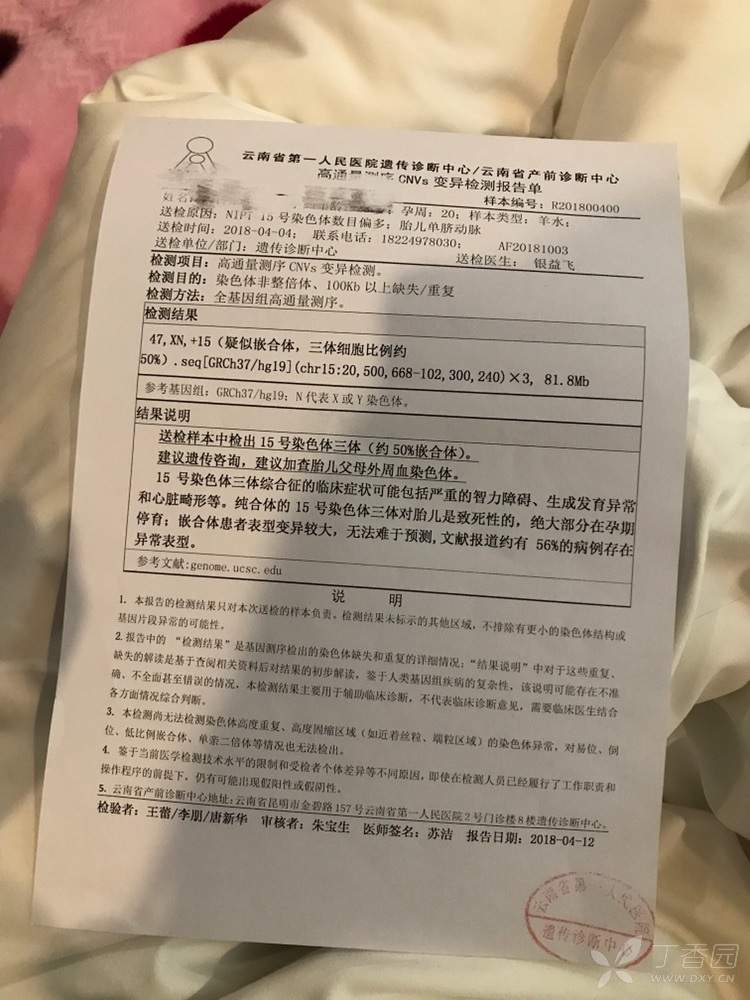 云南省第一人民医院遗传诊断中心/云南省产前诊断中心
高通量测序 CNVs 变异检测报告单
样本编号：R201800400
姓名 孕周：20；样本类型：羊水；
送检原因：NIPT 15 号染色体数目偏多；胎儿单脐动脉
送检时间：2018-04-04； 联系电话：18224978030； AF20181003
送检单位/部门：遗传诊断中心 送检医生：银益飞
检测项目：高通量测序 CNVs 变异检测。
检测目的：染色体非整倍体、100Kb 以上缺失/重复
检测方法：全基因组高通量测序。
检测结果
47,XN,+15（疑似嵌合体，三体细胞比例约
50%）.seq[GRCh37/hg19](chr15:20,500,668-102,300,240)×3, 81.8Mb
参考基因组：GRCh37/hg19；N 代表 X 或 Y 染色体。
结果说明
送检样本中检出 15 号染色体三体（约 50%嵌合体）。
建议遗传咨询，建议加查胎儿父母外周血染色体。
15 号染色体三体综合征的临床症状可能包括严重的智力障碍、生成发育异常
和心脏畸形等。纯合体的 15 号染色体三体对胎儿是致死性的，绝大部分在孕期
停育；嵌合体患者表型变异较大，无法难于预测,文献报道约有 56%的病例存在
异常表型。
参考文献:genome.ucsc.edu
说 明
1. 本报告的检测结果只对本次送检的样本负责。检测结果未标示的其他区域，不排除有更小的染色体结构或
基因片段异常的可能性。
2.报告中的 “检测结果”是基因测序检出的染色体缺失和重复的详细情况；“结果说明”中对于这些重复、
缺失的解读是基于查阅相关资料后对结果的初步解读，鉴于人类基因组疾病的复杂性，该说明可能存在不准
确、不全面甚至错误的情况，本检测结果主要用于辅助临床诊断，不代表临床诊断意见，需要临床医生结合
各方面情况综合判断。
3. 本检测尚无法检测染色体高度重复、高度固缩区域（如近着丝粒、端粒区域）的染色体异常，对易位、倒
位、低比例嵌合体、单亲二倍体等情况也无法检出。
4. 鉴于当前医学检测技术水平的限制和受检者个体差异等不同原因，即使在检测人员已经履行了工作职责和
操作程序的前提下，仍有可能出现假阳性或假阴性。
5. 云南省产前诊断中心地址:云南省昆明市金碧路 157 号云南省第一人民医院 2 号门诊楼 8 楼遗传诊断中心。
检验者：王蕾/李朋/唐新华 审核者：朱宝生 医师签名：苏洁 报告日期：2018-04-12
云南省第一人民医院
遗传诊断中心
丁香园
WWW.DXY.CN